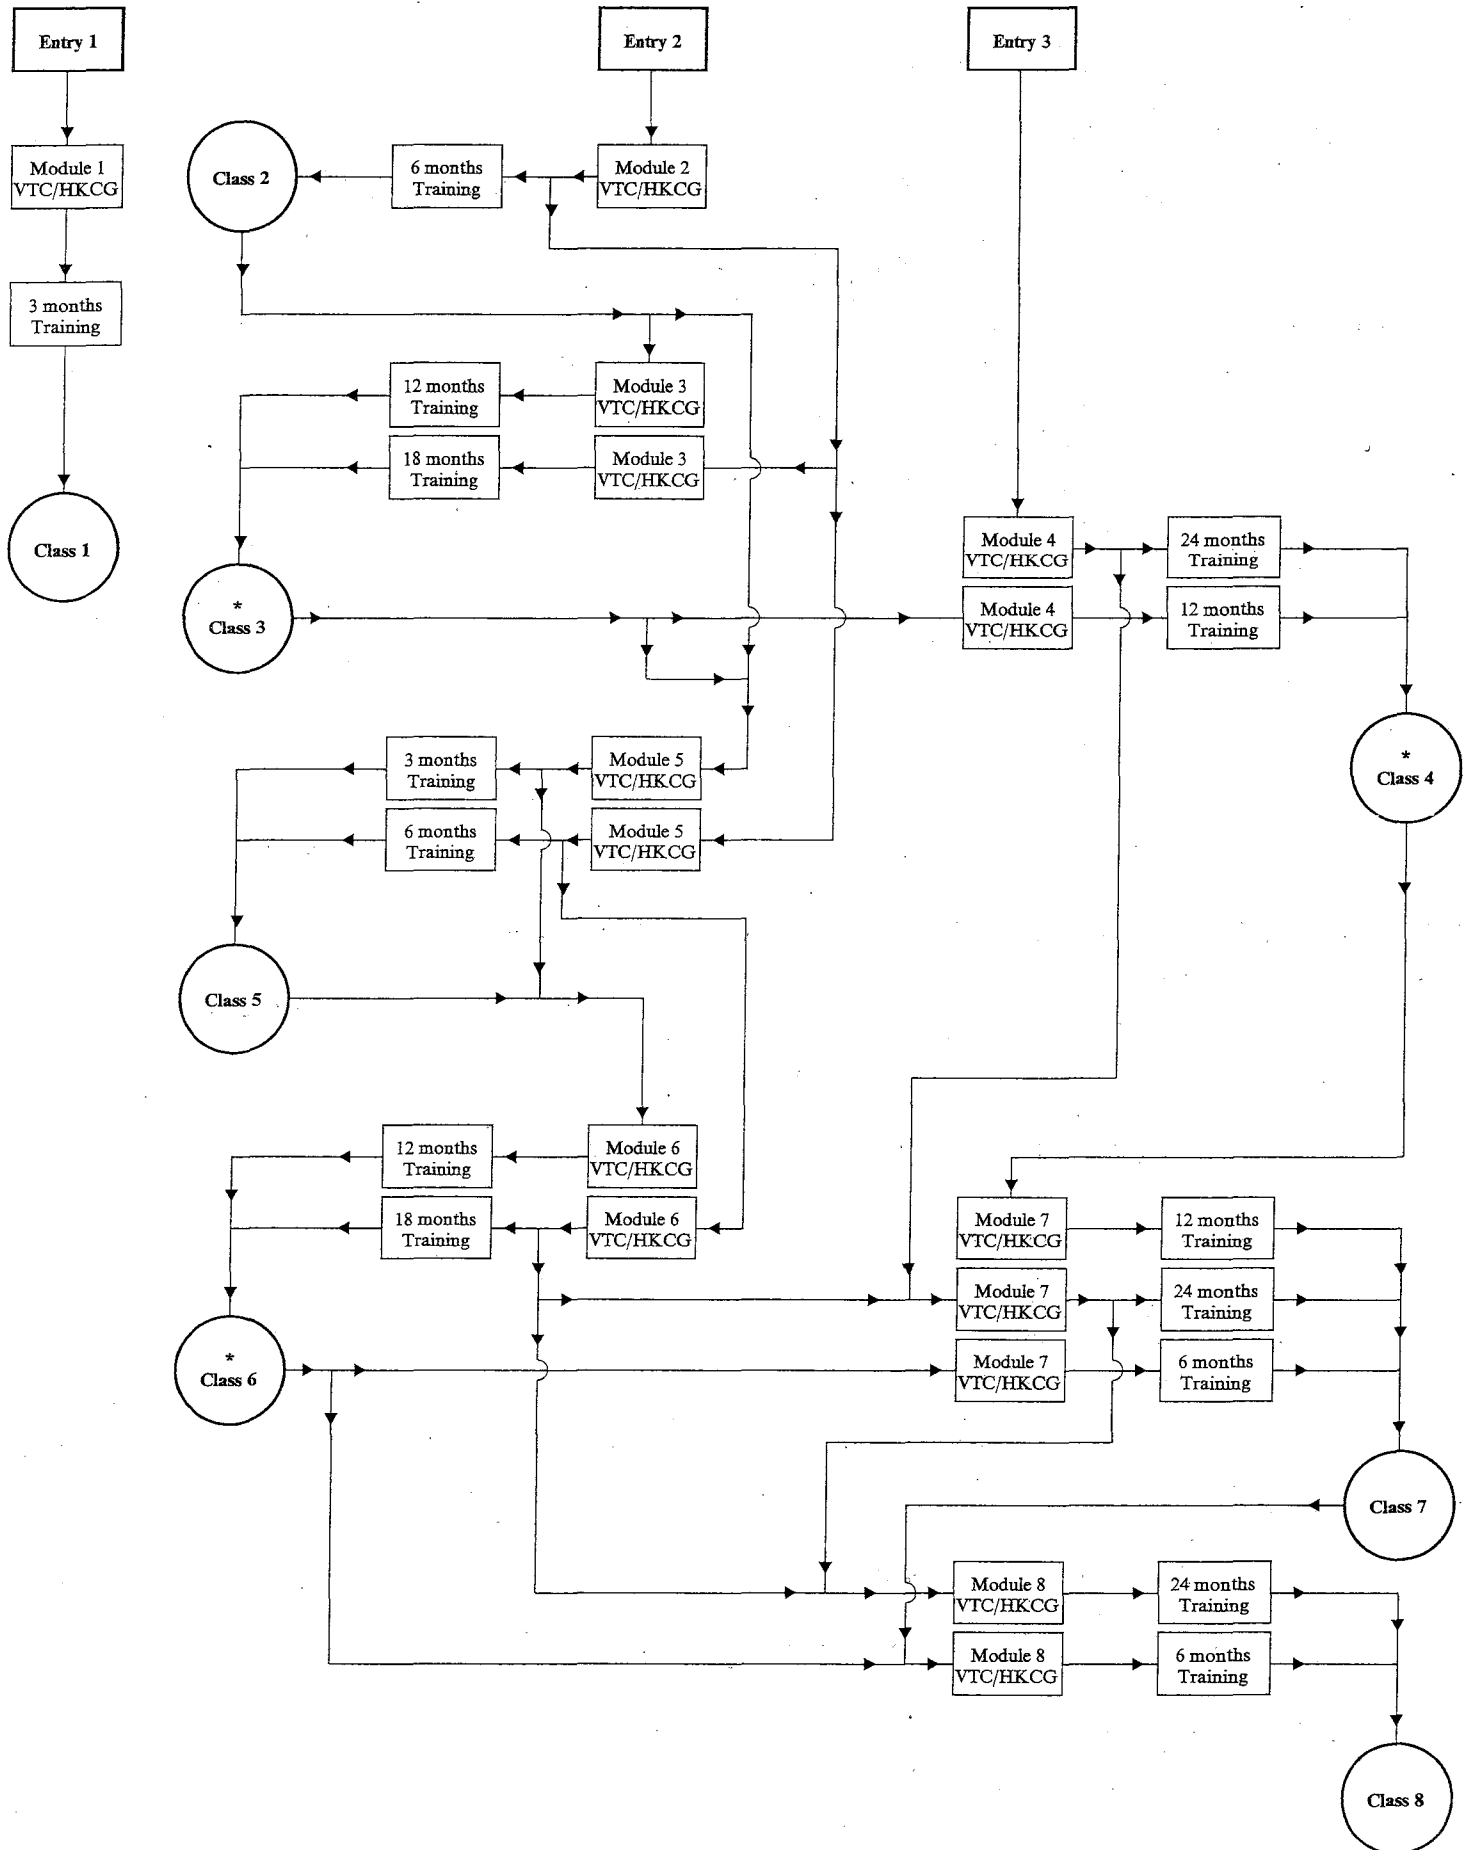 Entry 1
Entry 2
Entry 3
Module 1
VTC/HKCG
Class 2
6 months
Training
Module 2
VTC/HKCG
3 months
Training
12 months
Training
Module 3
VTC/HKCG
18 months
Training
Module 3
VTC/HKCG
Class 1
Module 4
VTC/HKCG
24 months
Training
*
Class 3
Module 4
VTC/HKCG
12 months
Training
3 months
Training
Module 5
VTC/HKCG
*
Class 4
6 months
Training
Module 5
VTC/HKCG
Class 5
12 months
Training
Module 6
VTC/HKCG
18 months
Training
Module 6
VTC/HKCG
Module 7
VTC/HKCG
12 months
Training
Module 7
VTC/HKCG
24 months
Training
*
Class 6
Module 7
VTC/HKCG
6 months
Training
Class 7
Module 8
VTC/HKCG
24 months
Training
Module 8
VTC/HKCG
6 months
Training
Class 8